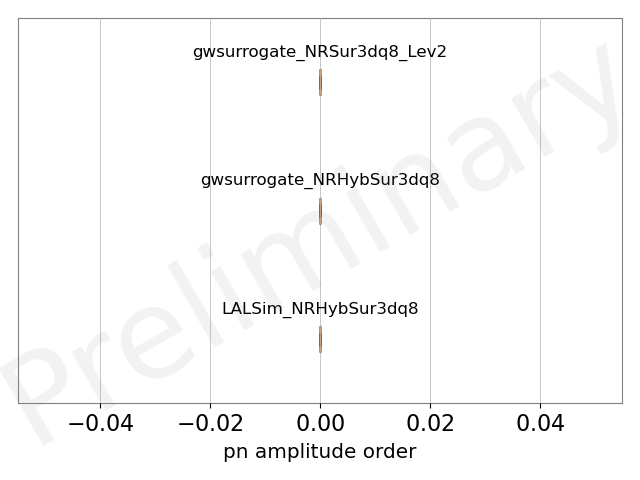 gwsurrogate_NRSur3dq8_Lev2
gwsurrogate_NRHybSur3dq8
LALSim_NRHybSur3dq8
Preliminary
−0.04 −0.02 0.00 0.02 0.04
pn amplitude order